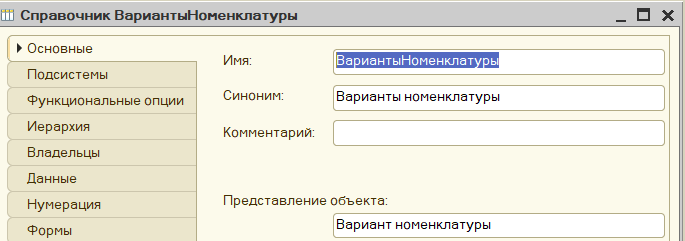 Справочник ВариантыНоменклатуры
Основные
Подсистемы
Функциональные опции
Иерархия
Владельцы
Данные
Нумерация
Формы
Имя:
ВариантыНоменклатуры
Синоним:
Варианты номенклатуры
Комментарий:
Представление объекта:
Вариант номенклатуры